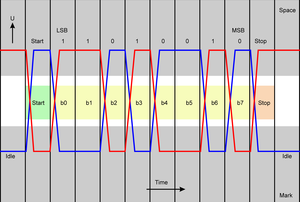 Space
U
LSB MSB
Start 1 1 0 1 0 0 1 0 Stop
Start b0 b1 b2 b3 b4 b5 b6 b7 Stop
Idle Idle
Time
Mark